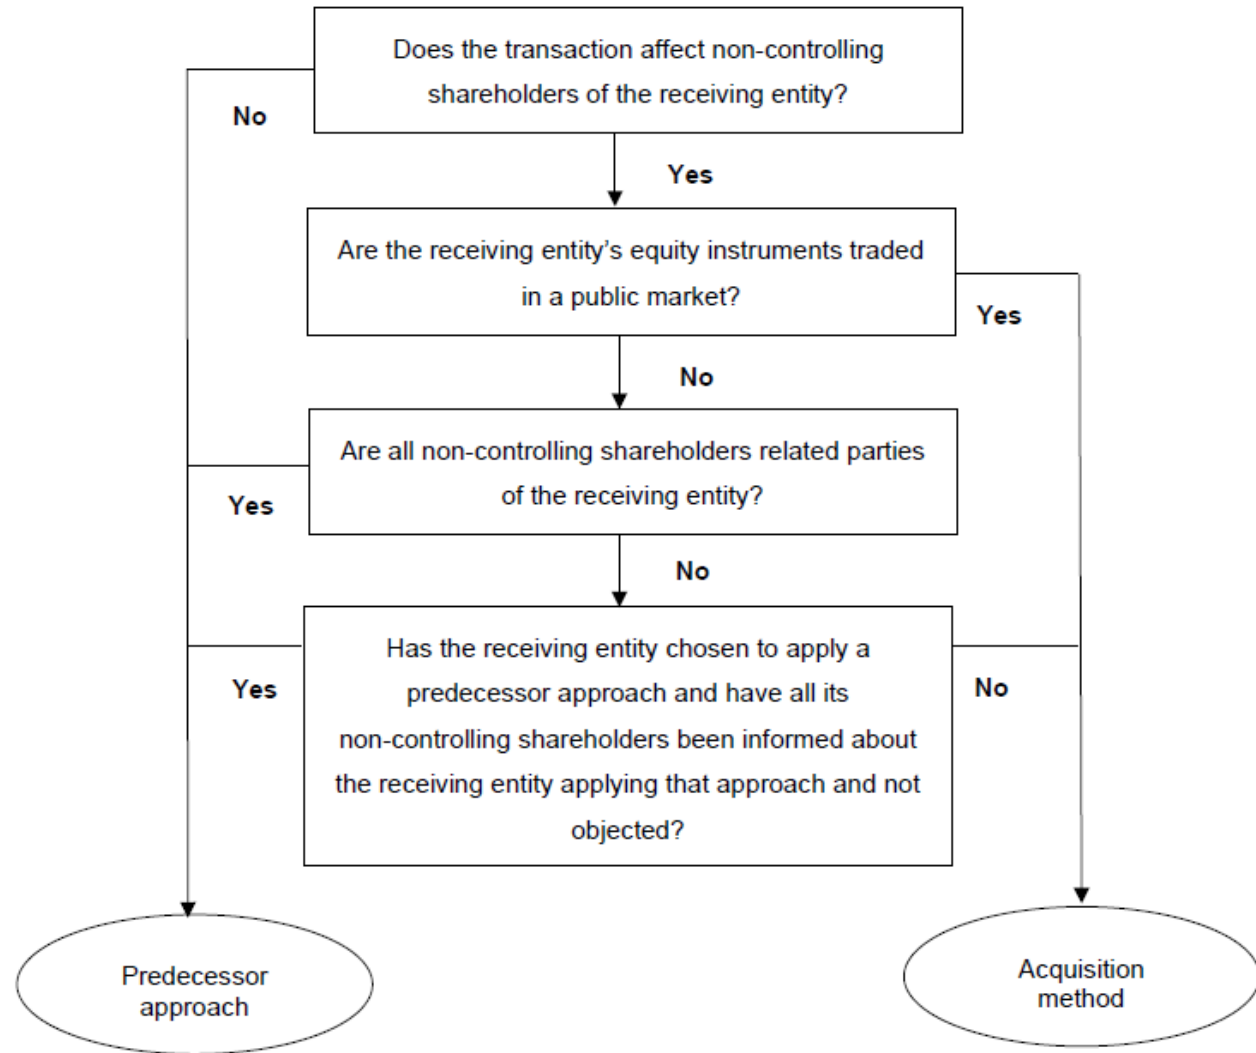 Does the transaction affect non-controlling
shareholders of the receiving entity?
No
Yes
Are the receiving entity’s equity instruments traded
in a public market?
Yes
No
Are all non-controlling shareholders related parties
of the receiving entity?
Yes
No
Has the receiving entity chosen to apply a
predecessor approach and have all its
non-controlling shareholders been informed about
the receiving entity applying that approach and not
objected?
Yes
No
Predecessor
approach
Acquisition
method